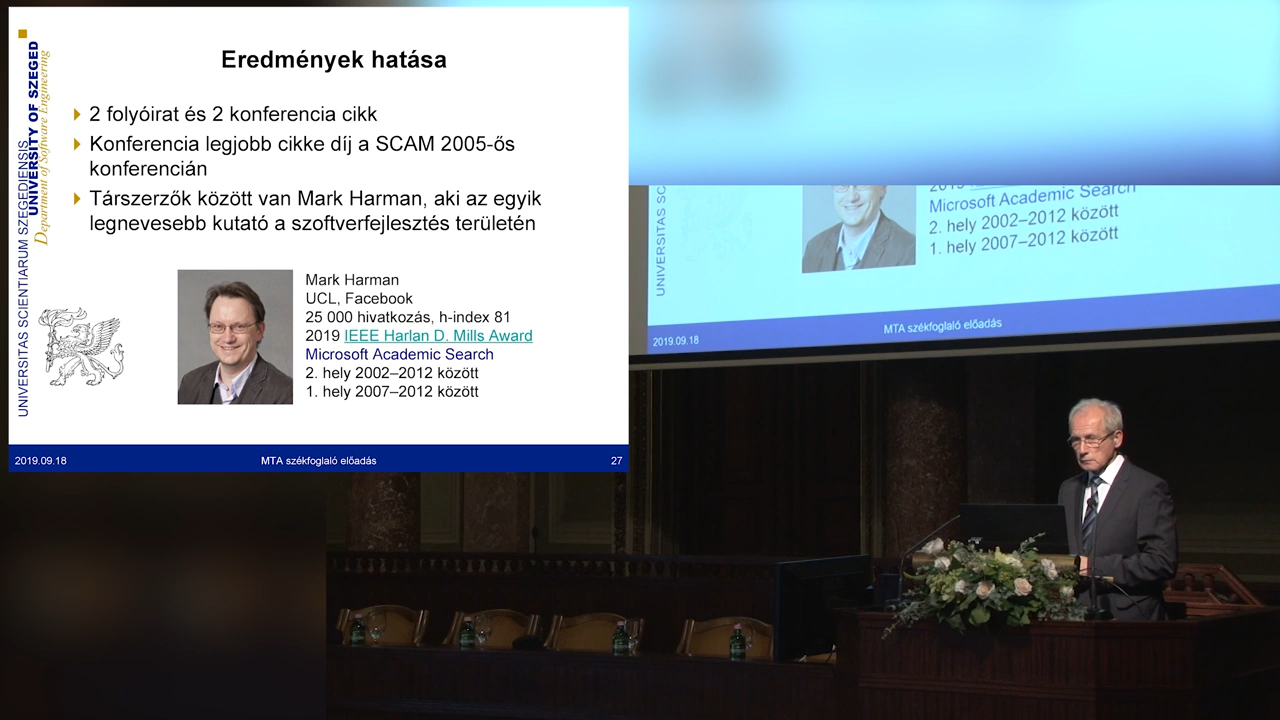 UNIVERSITAS SCIENTIARUM SZEGEDIENSIS
UNIVERSITY OF SZEGED
Department of Software Engineering
Eredmények hatása
2 folyóirat és 2 konferencia cikk
Konferencia legjobb cikke díj a SCAM 2005-ős
konferencián
Társzerzők között van Mark Harman, aki az egyik
legnevesebb kutató a szoftverfejlesztés területén
Mark Harman
UCL, Facebook
25 000 hivatkozás, h-index 81
2019 IEEE Harlan D. Mills Award
Microsoft Academic Search
2. hely 2002–2012 között
1. hely 2007–2012 között
2019.09.18
MTA székfoglaló előadás
27
2019
Microsoft Academic Search
2. hely 2002–2012 között
1. hely 2007–2012 között
UNIVERSITAS SC
2019.09.18
MTA székfoglaló előadás